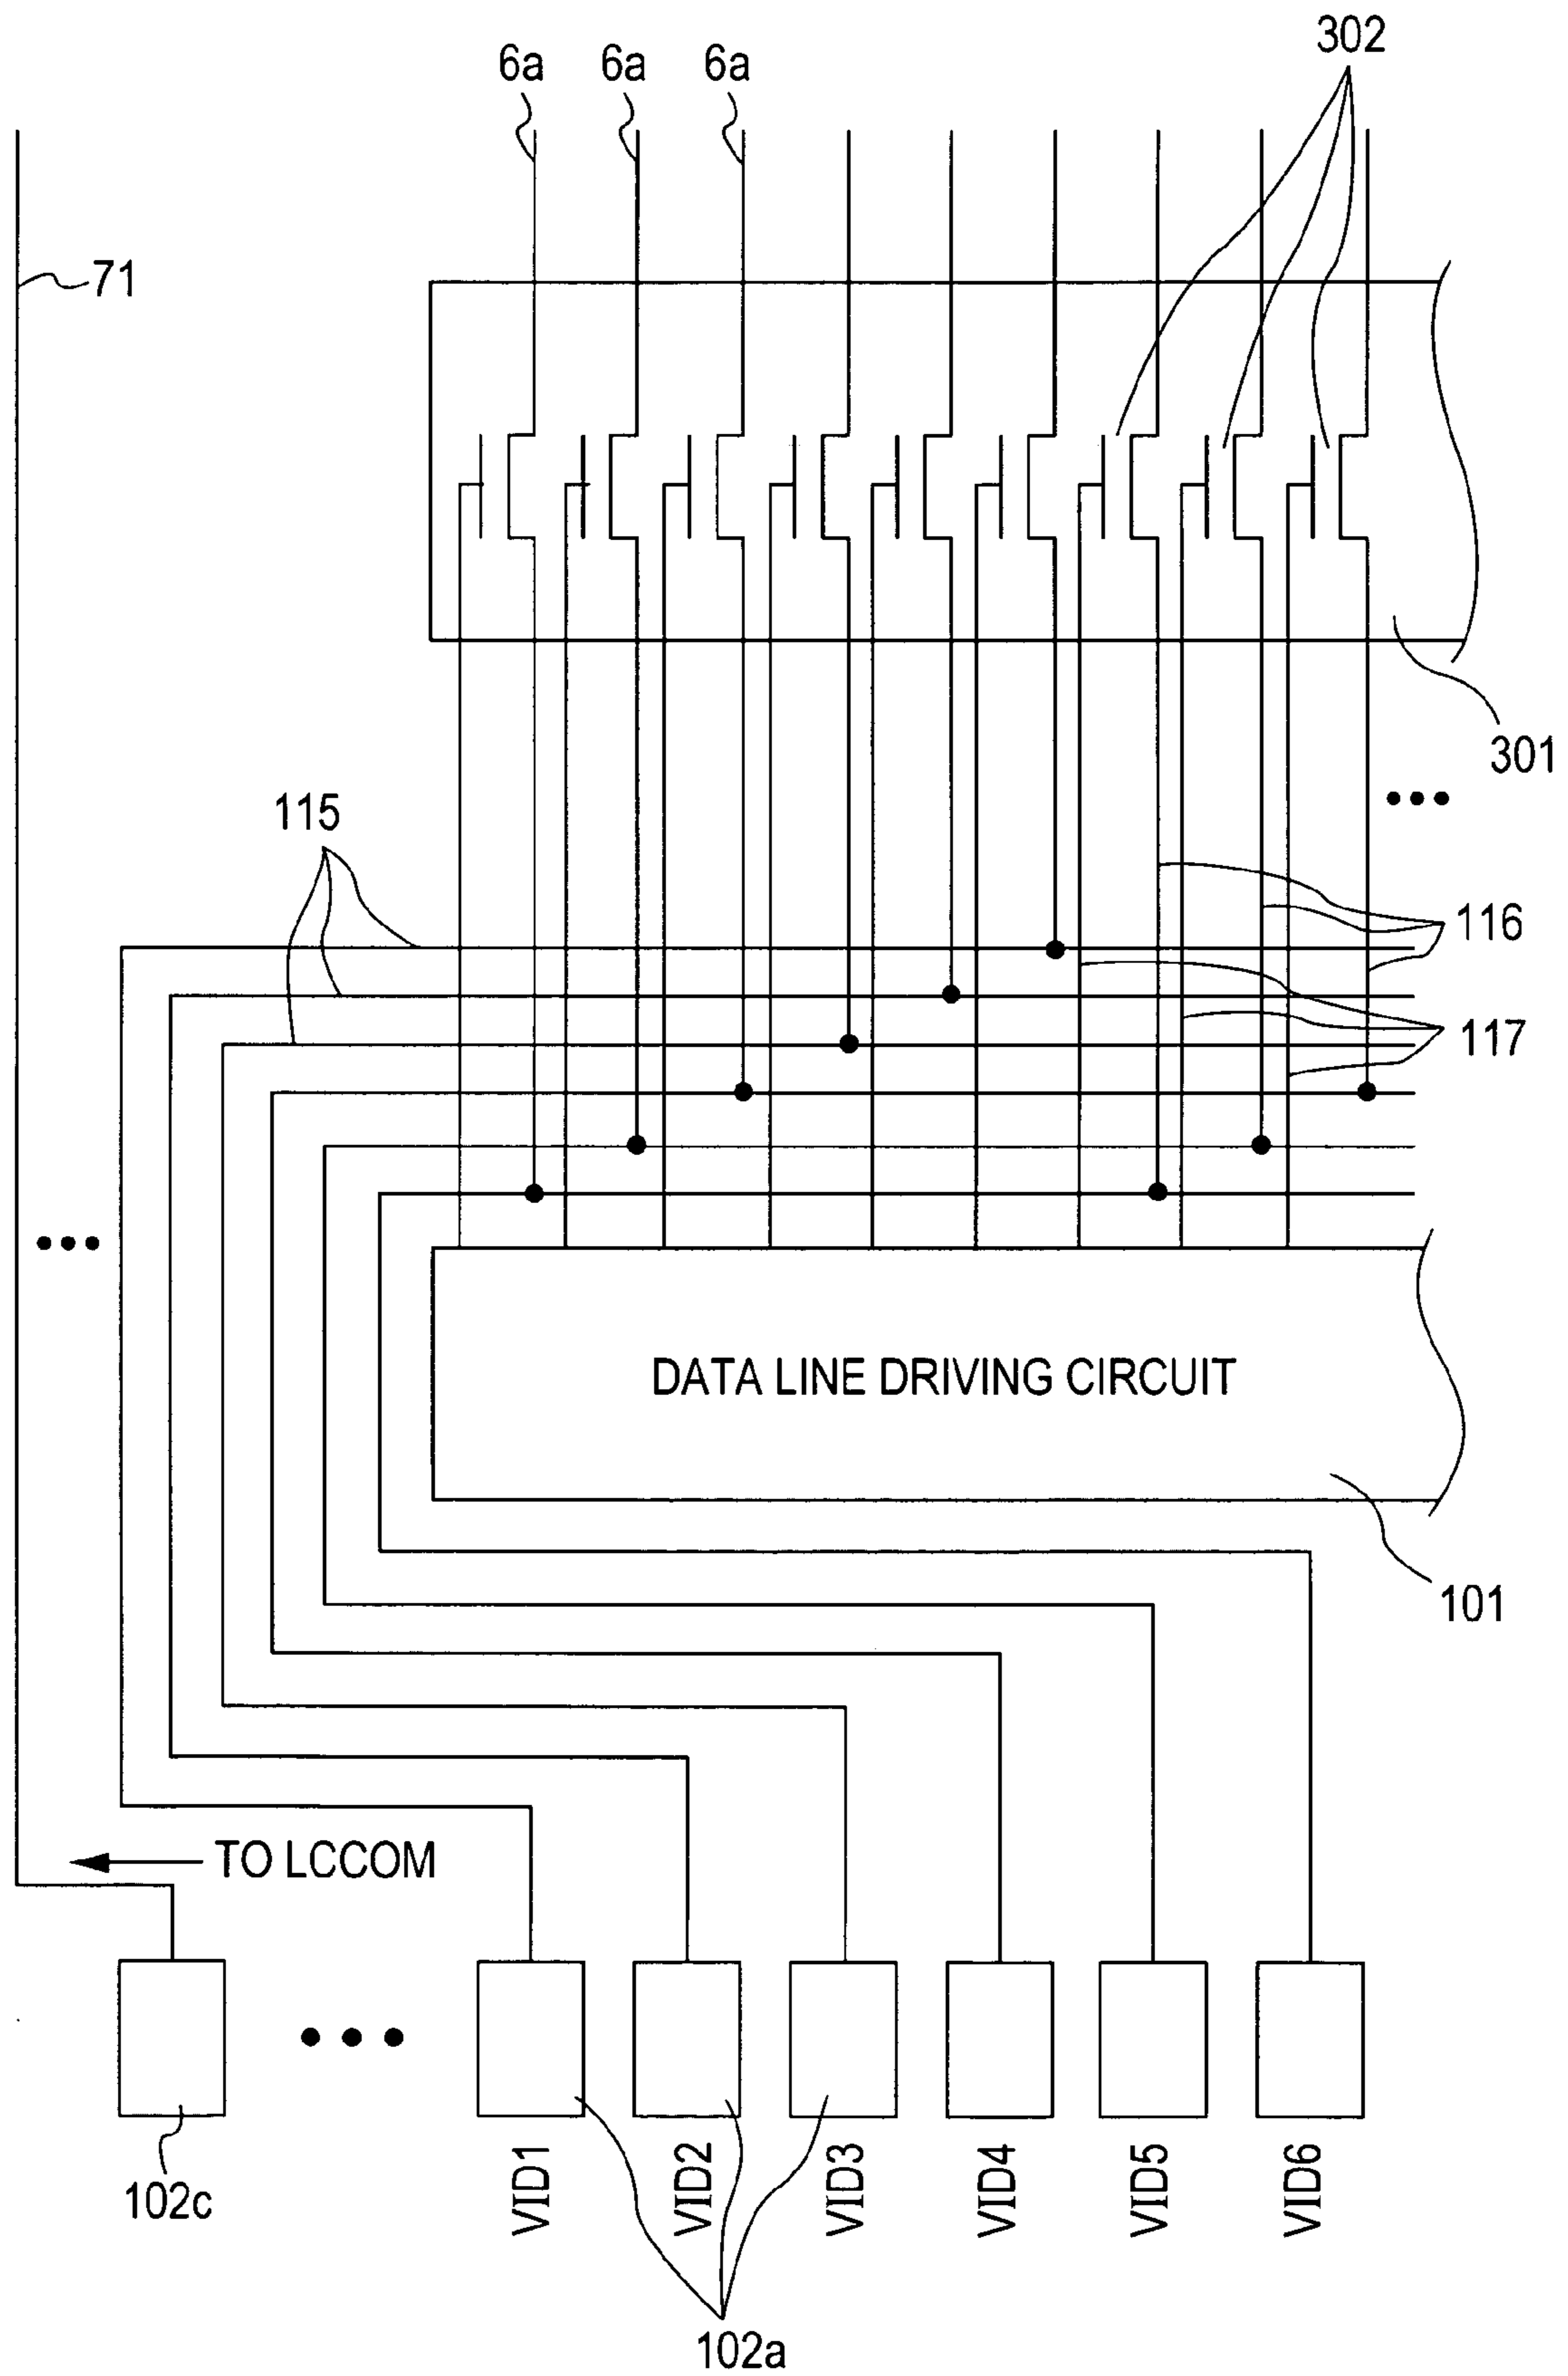 302
6a 6a 6a
71
301
115
116
117
DATA LINE DRIVING CIRCUIT
101
TO LCCOM
102c
VID1
VID2
VID3
VID4
VID5
VID6
102a